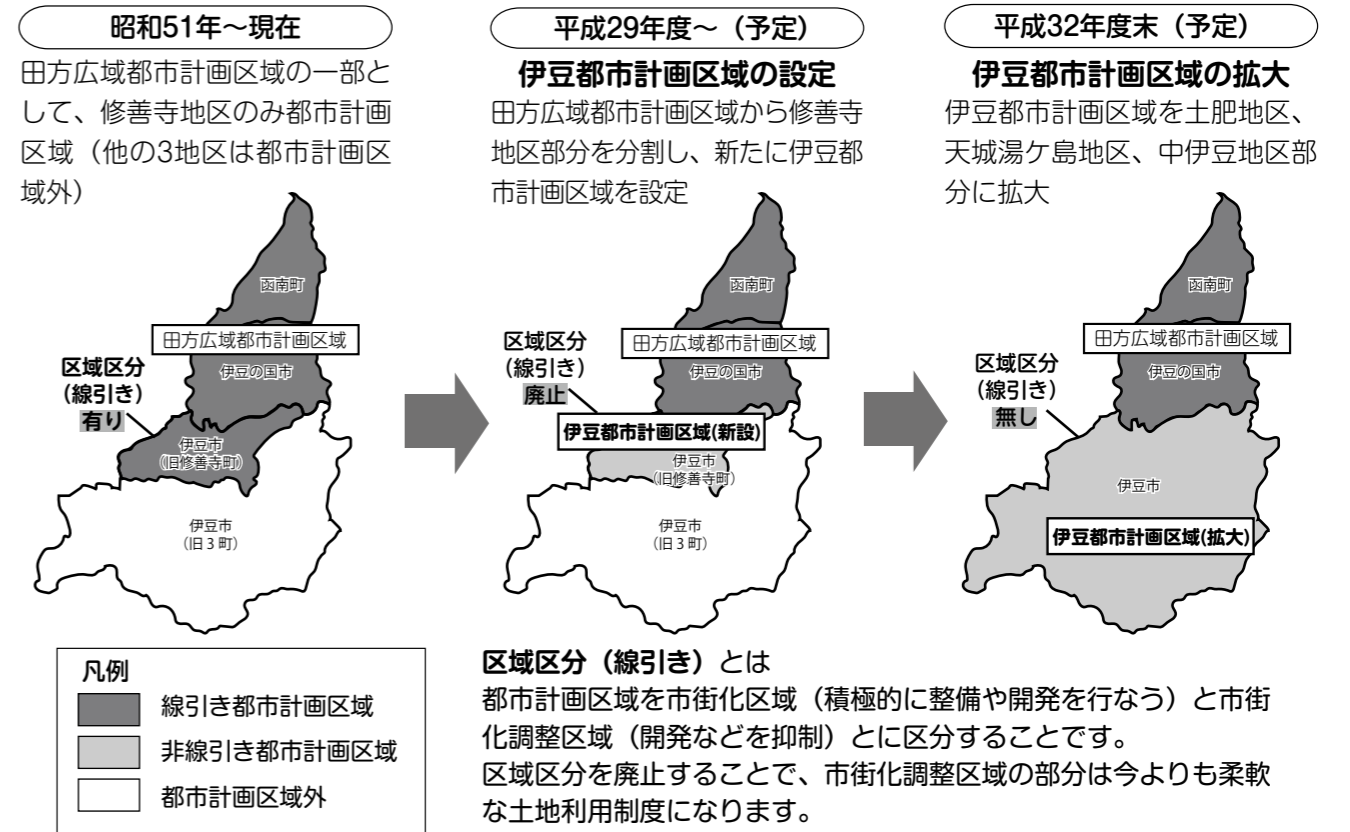 昭和51年～現在
田方広域都市計画区域の一部と
して、修善寺地区のみ都市計画
区域（他の3地区は都市計画区
域外）
函南町
田方広域都市計画区域
伊豆の国市
区域区分
（線引き）
有り
伊豆市
（旧修善寺町）
伊豆市
（旧３町）
平成29年度～（予定）
伊豆都市計画区域の設定
田方広域都市計画区域から修善寺
地区部分を分割し、新たに伊豆都
市計画区域を設定
函南町
田方広域都市計画区域
伊豆の国市
区域区分
（線引き）
廃止
伊豆都市計画区域(新設)
伊豆市
（旧修善寺町）
伊豆市
（旧３町）
平成32年度末（予定）
伊豆都市計画区域の拡大
伊豆都市計画区域を土肥地区、
天城湯ケ島地区、中伊豆地区部
分に拡大
函南町
田方広域都市計画区域
伊豆の国市
区域区分
（線引き）
無し
伊豆市
伊豆都市計画区域(拡大)
凡例
線引き都市計画区域
非線引き都市計画区域
都市計画区域外
区域区分（線引き）とは
都市計画区域を市街化区域（積極的に整備や開発を行なう）と市街
化調整区域（開発などを抑制）とに区分することです。
区域区分を廃止することで、市街化調整区域の部分は今よりも柔軟
な土地利用制度になります。